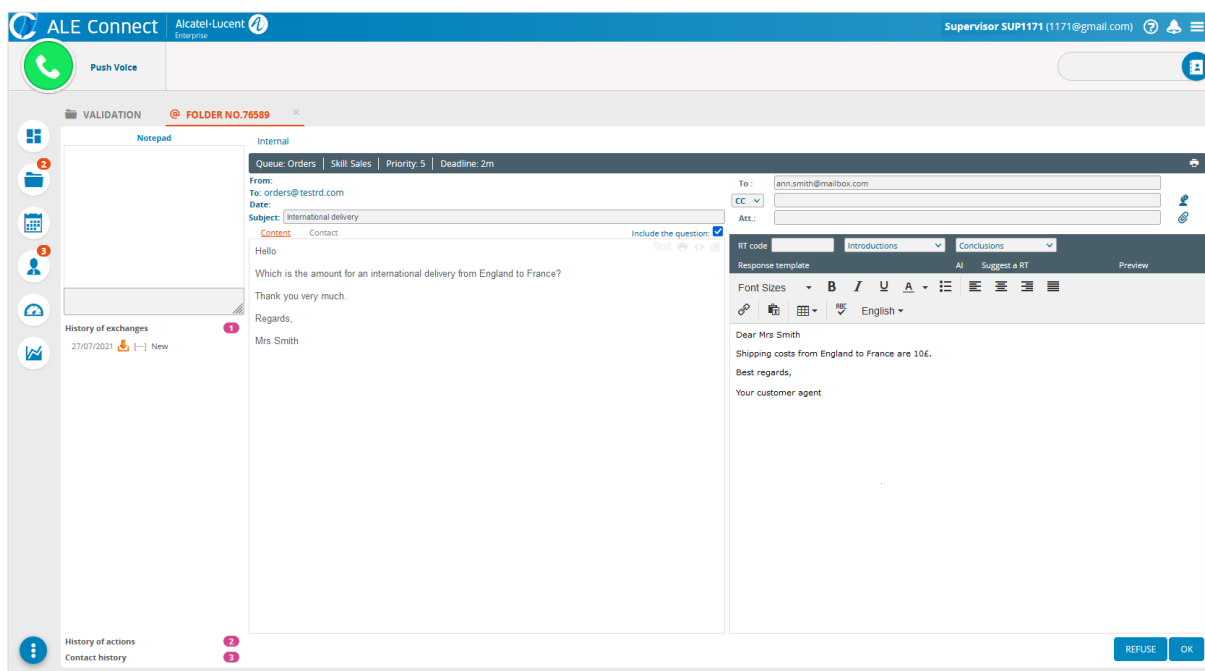 ALE Connect
Alcatel·Lucent
Enterprise
Supervisor SUP1171 (1171@gmail.com)
Push Voice
VALIDATION
@ FOLDER NO.76589 ×
2
3
Notepad
History of exchanges 1
27/07/2021 [---] New
History of actions 2
Contact history 3
Internal
Queue: Orders | Skill: Sales | Priority: 5 | Deadline: 2m
From:
To: orders@testrd.com
Date:
Subject: International delivery
Content Contact Include the question:
Text
Hello
Which is the amount for an international delivery from England to France?
Thank you very much.
Regards,
Mrs Smith
To : ann.smith@mailbox.com
CC
Att.:
RT code Introductions Conclusions
Response template AI Suggest a RT Preview
Font Sizes B I U A
ABC English
Dear Mrs Smith
Shipping costs from England to France are 10£.
Best regards,
Your customer agent
REFUSE OK